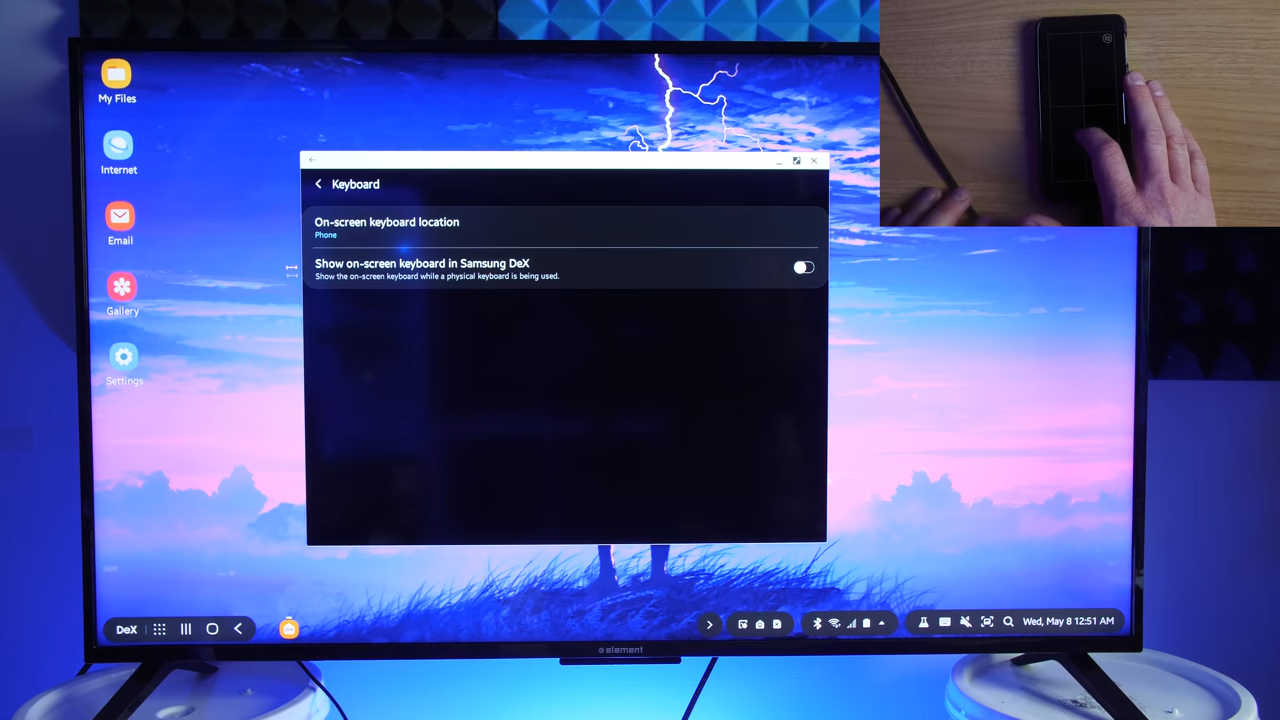 My Files
Internet
Email
Gallery
Settings
Keyboard
On-screen keyboard location
Phone
Show on-screen keyboard in Samsung DeX
Show the on-screen keyboard while a physical keyboard is being used.
DeX
Wed, May 8 12:51 AM
element